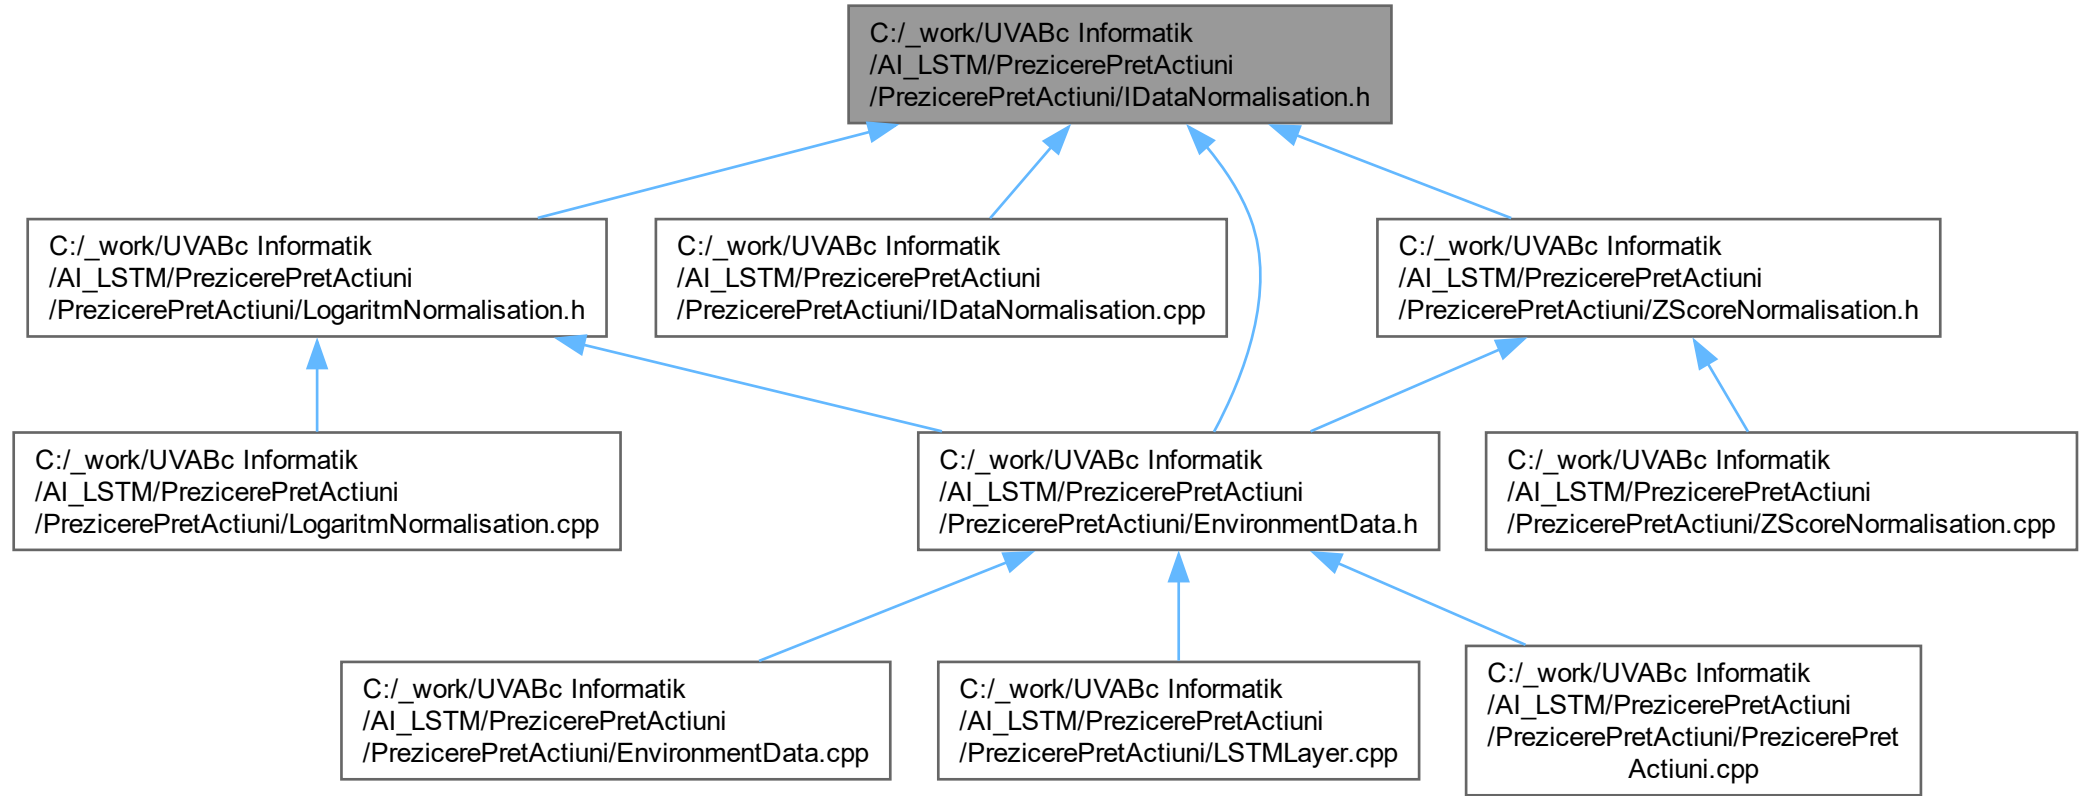 C:/_work/UVABc Informatik
/AI_LSTM/PrezicerePretActiuni
/PrezicerePretActiuni/IDataNormalisation.h
C:/_work/UVABc Informatik
/AI_LSTM/PrezicerePretActiuni
/PrezicerePretActiuni/LogaritmNormalisation.h
C:/_work/UVABc Informatik
/AI_LSTM/PrezicerePretActiuni
/PrezicerePretActiuni/IDataNormalisation.cpp
C:/_work/UVABc Informatik
/AI_LSTM/PrezicerePretActiuni
/PrezicerePretActiuni/ZScoreNormalisation.h
C:/_work/UVABc Informatik
/AI_LSTM/PrezicerePretActiuni
/PrezicerePretActiuni/LogaritmNormalisation.cpp
C:/_work/UVABc Informatik
/AI_LSTM/PrezicerePretActiuni
/PrezicerePretActiuni/EnvironmentData.h
C:/_work/UVABc Informatik
/AI_LSTM/PrezicerePretActiuni
/PrezicerePretActiuni/ZScoreNormalisation.cpp
C:/_work/UVABc Informatik
/AI_LSTM/PrezicerePretActiuni
/PrezicerePretActiuni/EnvironmentData.cpp
C:/_work/UVABc Informatik
/AI_LSTM/PrezicerePretActiuni
/PrezicerePretActiuni/LSTMLayer.cpp
C:/_work/UVABc Informatik
/AI_LSTM/PrezicerePretActiuni
/PrezicerePretActiuni/PrezicerePret
Actiuni.cpp